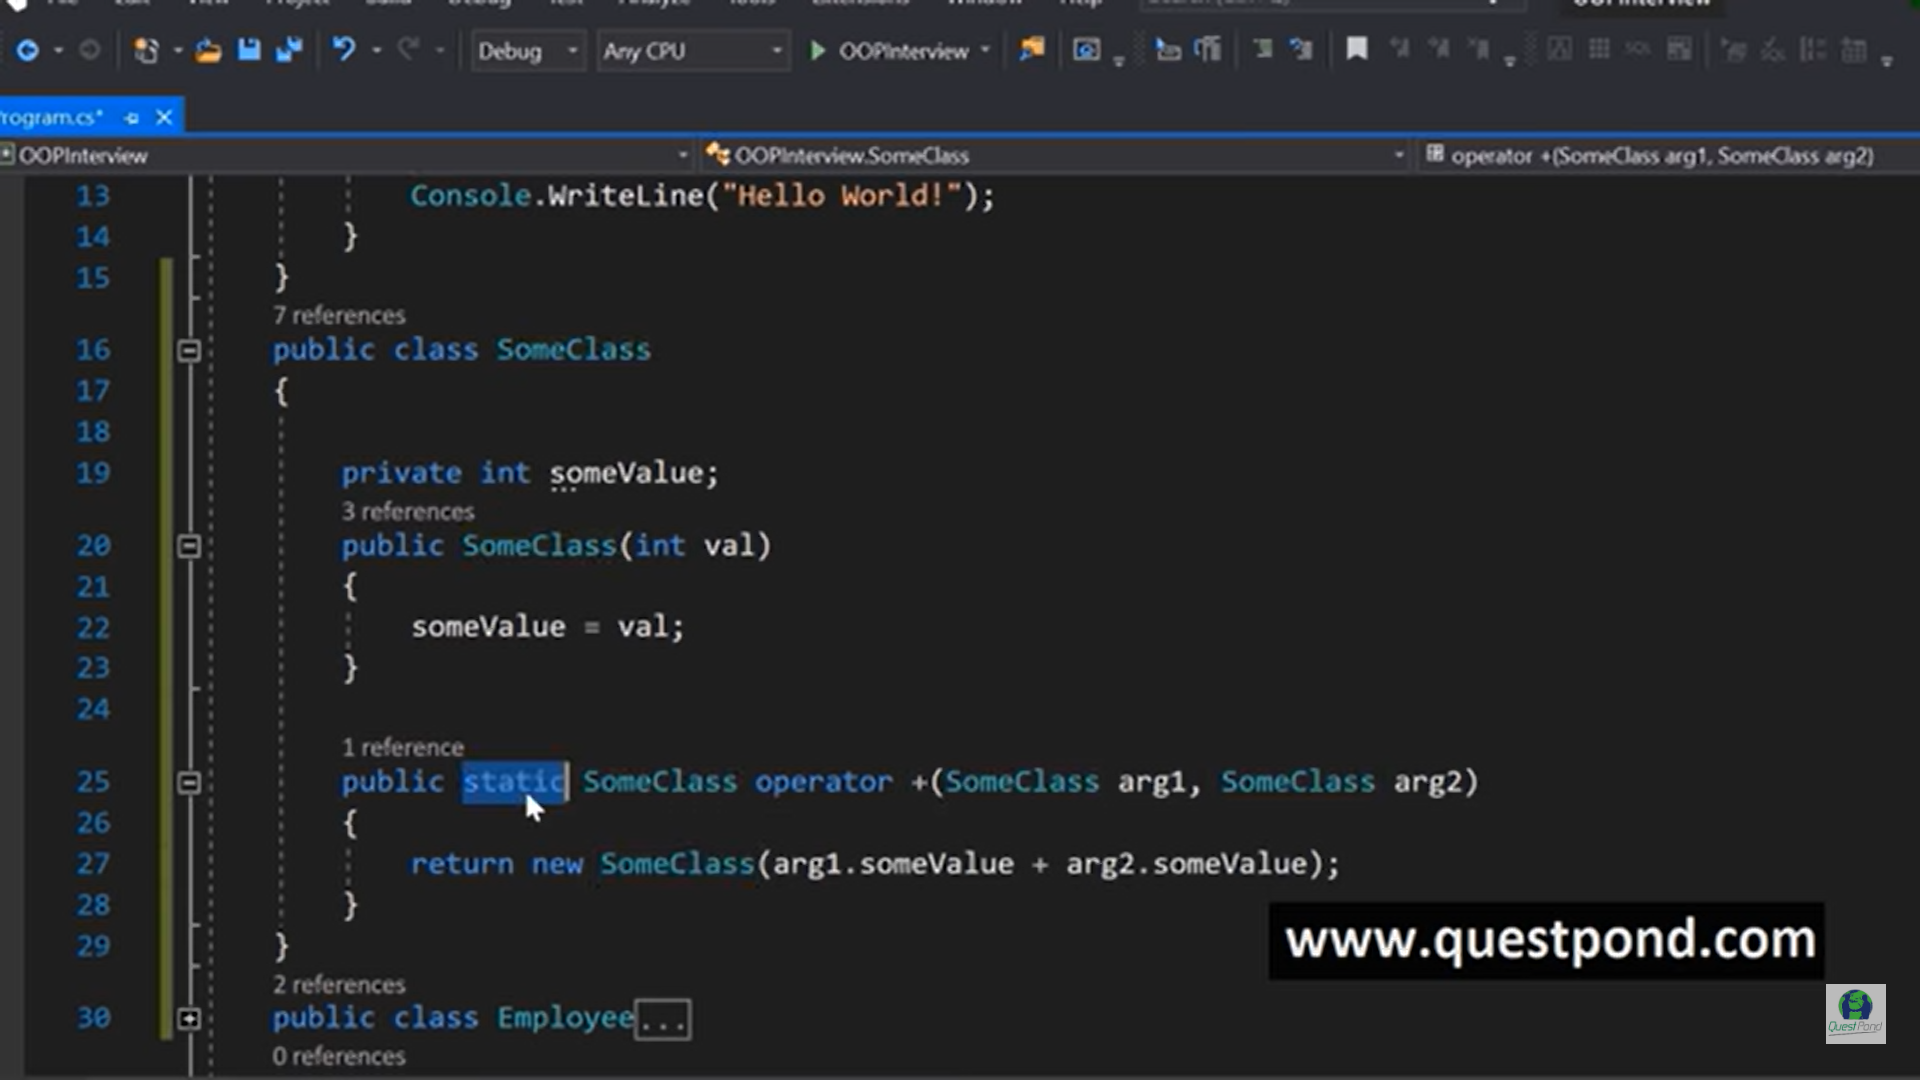 Debug Any CPU OOPInterview
rogram.cs*
OOPInterview OOPInterview.SomeClass operator +(SomeClass arg1, SomeClass arg2)
13 Console.WriteLine("Hello World!");
14 }
15 }
7 references
16 public class SomeClass
17 {
18
19 private int someValue;
3 references
20 public SomeClass(int val)
21 {
22 someValue = val;
23 }
24
1 reference
25 public static SomeClass operator +(SomeClass arg1, SomeClass arg2)
26 {
27 return new SomeClass(arg1.someValue + arg2.someValue);
28 }
29 }
www.questpond.com
2 references
30 public class Employee...
QuestPond
0 references